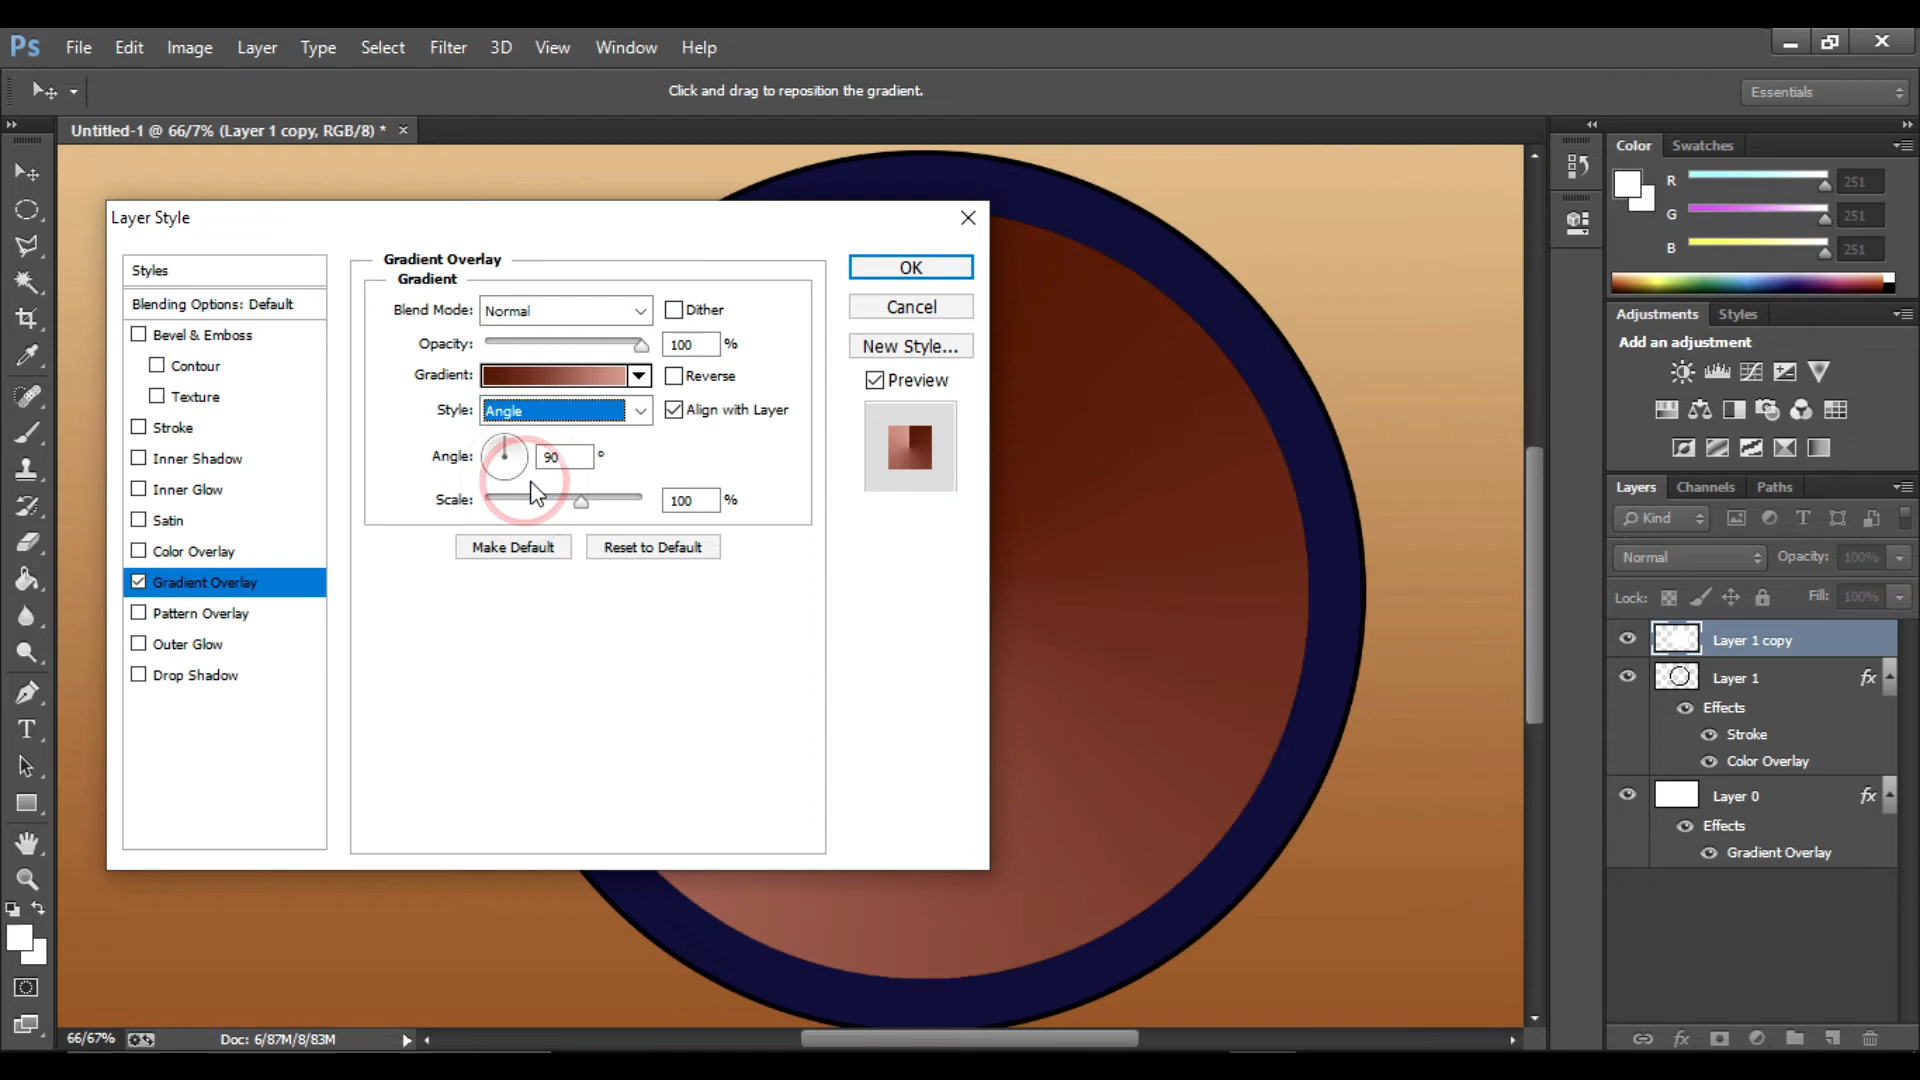 Ps File Edit Image Layer Type Select Filter 3D View Window Help
Click and drag to reposition the gradient.
Essentials
Untitled-1 @ 66/7% (Layer 1 copy, RGB/8) *
Layer Style
Styles
Blending Options: Default
Bevel & Emboss
Contour
Texture
Stroke
Inner Shadow
Inner Glow
Satin
Color Overlay
Gradient Overlay
Pattern Overlay
Outer Glow
Drop Shadow
Gradient Overlay
Gradient
Blend Mode: Normal Dither
Opacity: 100 %
Gradient: Reverse
Style: Angle Align with Layer
Angle: 90 °
Scale: 100 %
Make Default Reset to Default
OK
Cancel
New Style...
Preview
Color Swatches
R 251
G 251
B 251
Adjustments Styles
Add an adjustment
Layers Channels Paths
Kind
Normal Opacity: 100%
Lock: Fill: 100%
Layer 1 copy
Layer 1 fx
Effects
Stroke
Color Overlay
Layer 0 fx
Effects
Gradient Overlay
66/67% Doc: 6/87M/8/83M
fx